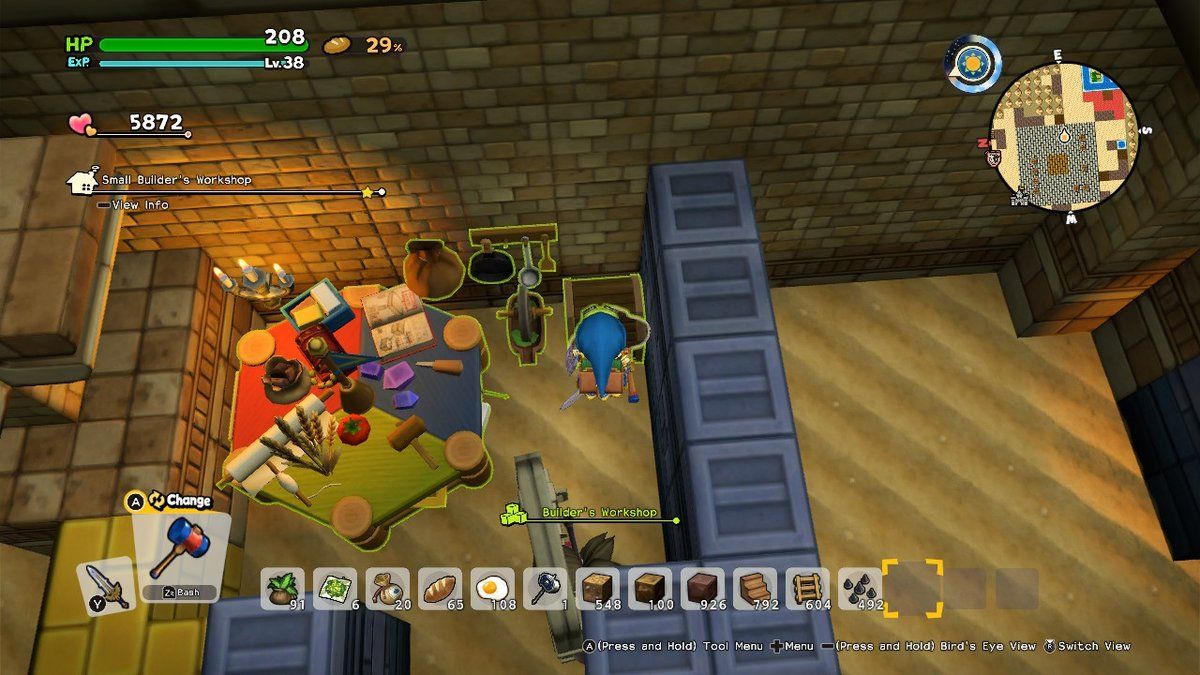 HP 208 29%
EXP. Lv.38
5872
Small Builder's Workshop
View Info
E
S
N
W
A Change
Builder's Workshop
Y
ZR Bash
91 6 20 65 108 1 548 100 926 792 604 492
A (Press and Hold) Tool Menu Menu (Press and Hold) Bird's Eye View R Switch View